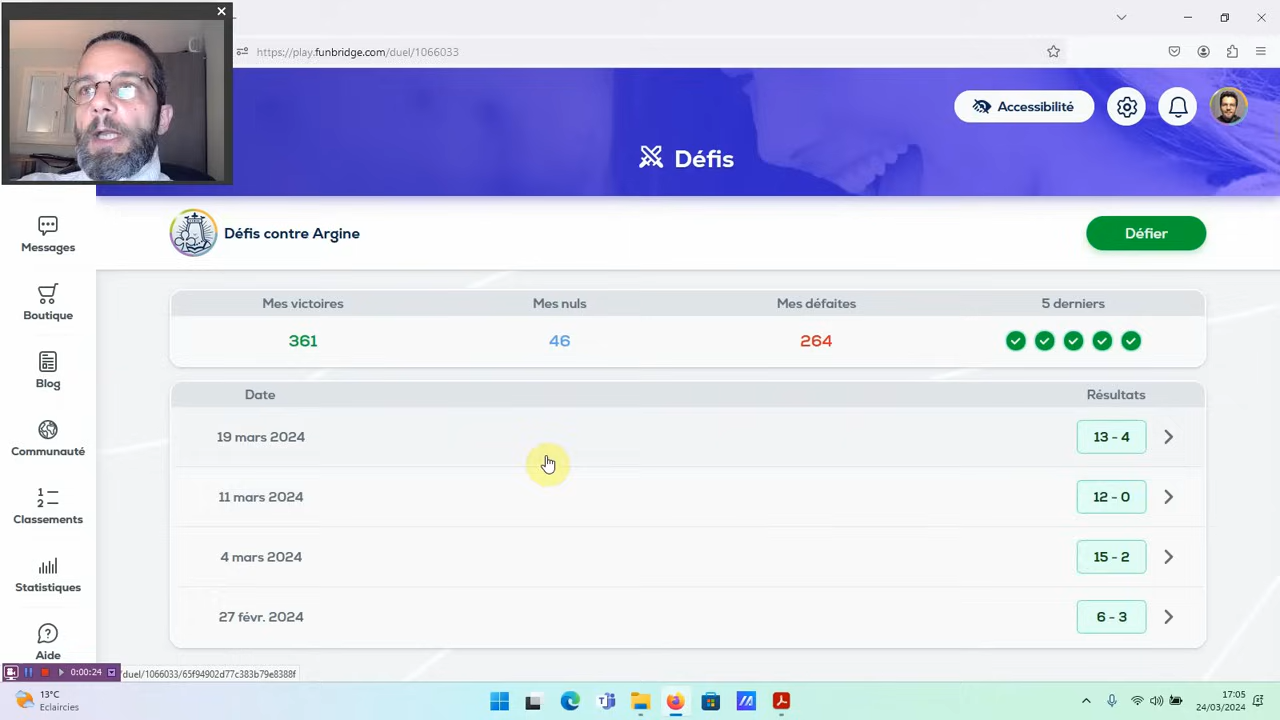 https://play.funbridge.com/duel/1066033
Accessibilité
Défis
Messages
Boutique
Blog
Communauté
1
2
Classements
Statistiques
Aide
Défis contre Argine
Défier
Mes victoires
Mes nuls
Mes défaites
5 derniers
361
46
264
Date
Résultats
19 mars 2024
13 - 4
11 mars 2024
12 - 0
4 mars 2024
15 - 2
27 févr. 2024
6 - 3
0:00:24
/duel/1066033/65f94902d77c383b79e8388f
13°C
Eclaircies
17:05
24/03/2024